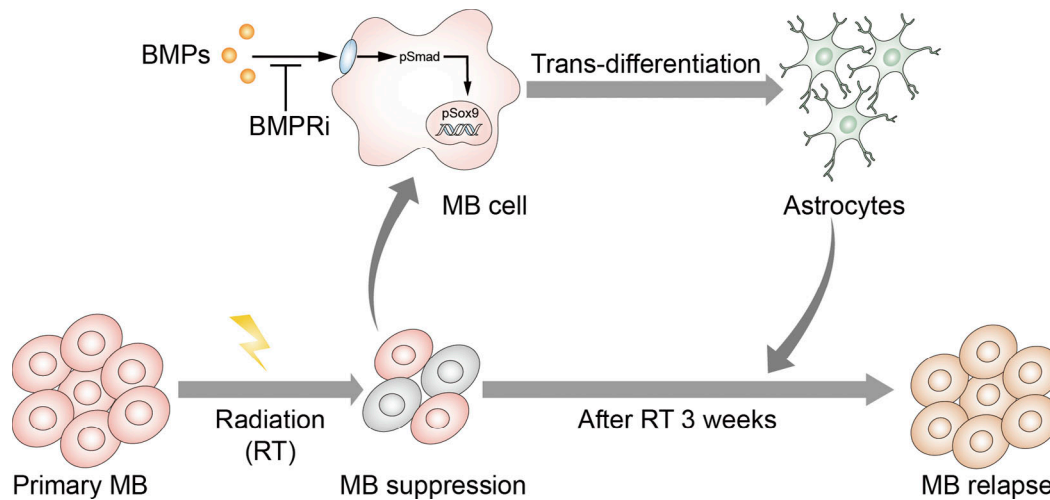 BMPs
BMPRi
pSmad
pSox9
MB cell
Trans-differentiation
Astrocytes
Primary MB
Radiation
(RT)
MB suppression
After RT 3 weeks
MB relapse